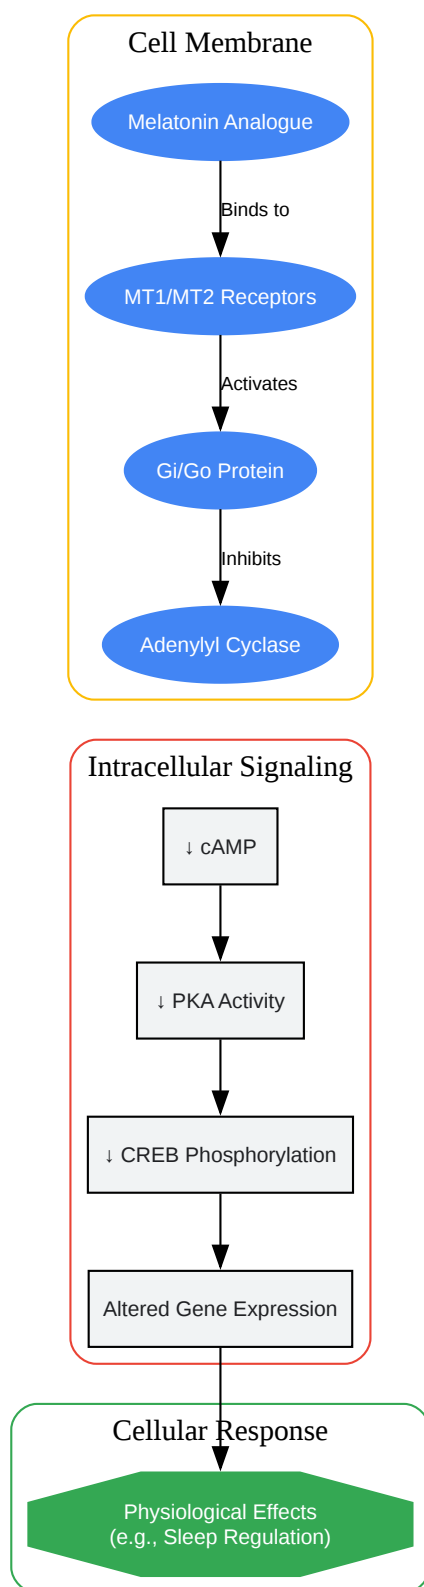 Cell Membrane
Melatonin Analogue
Binds to
MT1/MT2 Receptors
Activates
Gi/Go Protein
Inhibits
Adenylyl Cyclase
Intracellular Signaling
↓ cAMP
↓ PKA Activity
↓ CREB Phosphorylation
Altered Gene Expression
Cellular Response
Physiological Effects
(e.g., Sleep Regulation)